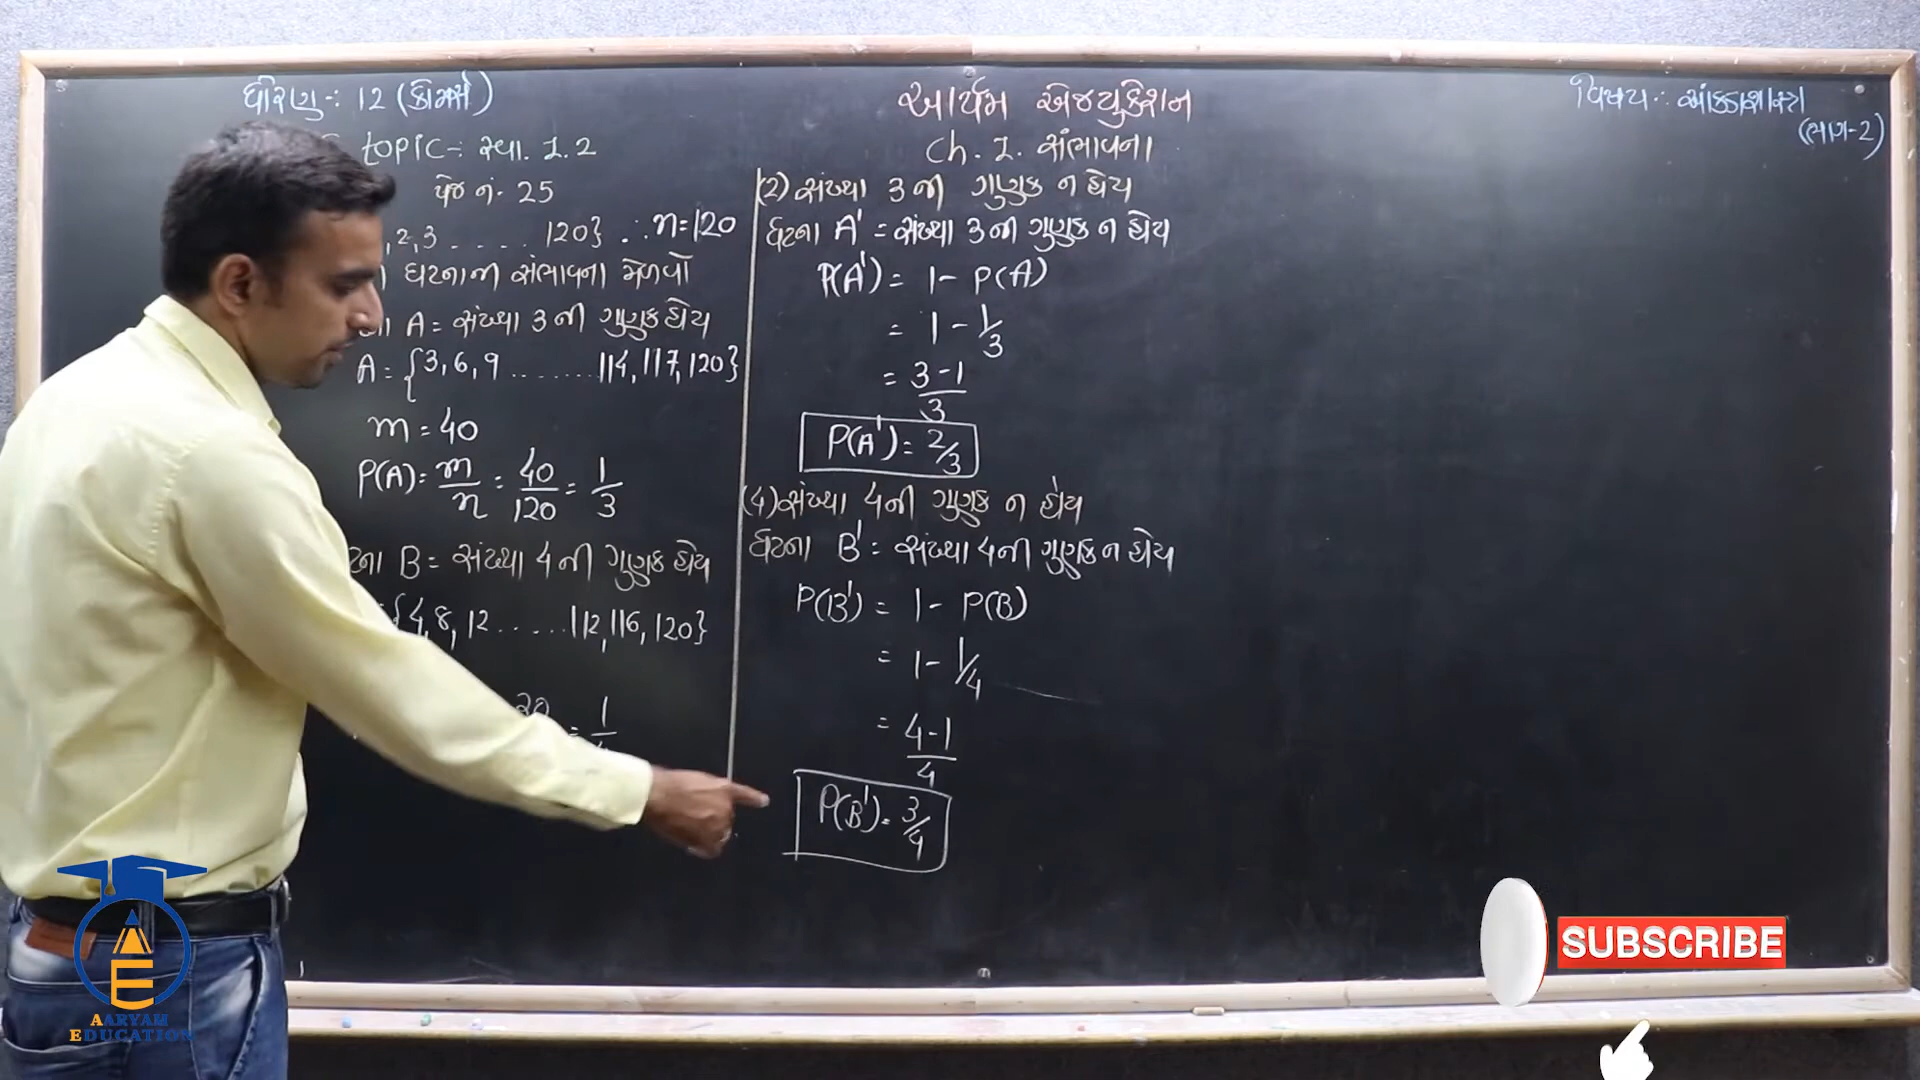 ધોરણ:- 12 (કોમર્સ)
આર્યમ એજ્યુકેશન
વિષય:- આંકડાશાસ્ત્ર
(ભાગ-2)
topic:- સ્વા. 1.2
Ch. 1. સંભાવના
પેજ નં. 25
,2,3 ..... 120} ∴ n=120
ઘટનાની સંભાવના મેળવો
A = સંખ્યા 3 ની ગુણક હોય
A = {3, 6, 9 ........ 114, 117, 120}
m = 40
P(A) = m/n = 40/120 = 1/3
B = સંખ્યા 4 ની ગુણક હોય
{4, 8, 12 ...... 112, 116, 120}
= 1
(2) સંખ્યા 3 ની ગુણક ન હોય
ઘટના A' = સંખ્યા 3 ની ગુણક ન હોય
P(A') = 1 - P(A)
= 1 - 1/3
= 3-1/3
P(A') = 2/3
(4) સંખ્યા 4 ની ગુણક ન હોય
ઘટના B' = સંખ્યા 4 ની ગુણક ન હોય
P(B') = 1 - P(B)
= 1 - 1/4
= 4-1/4
P(B') = 3/4
SUBSCRIBE
AE
AARYAM
EDUCATION